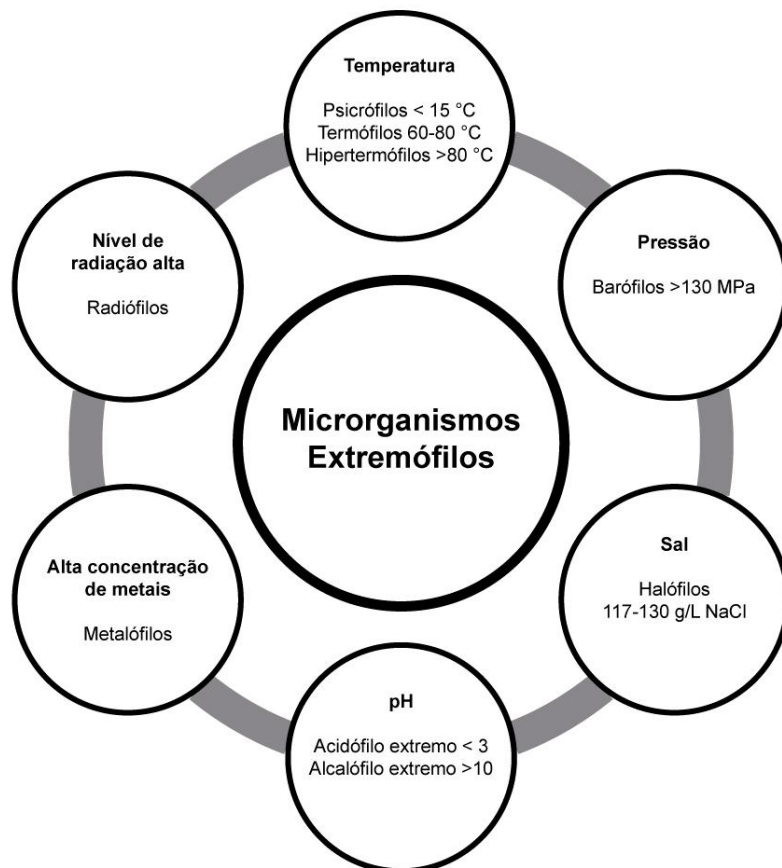 Temperatura
Psicrófilos < 15 °C
Termófilos 60-80 °C
Hipertermófilos >80 °C
Nível de
radiação alta
Radiófilos
Pressão
Barófilos >130 MPa
Microrganismos
Extremófilos
Alta concentração
de metais
Metalófilos
Sal
Halófilos
117-130 g/L NaCl
pH
Acidófilo extremo < 3
Alcalófilo extremo >10